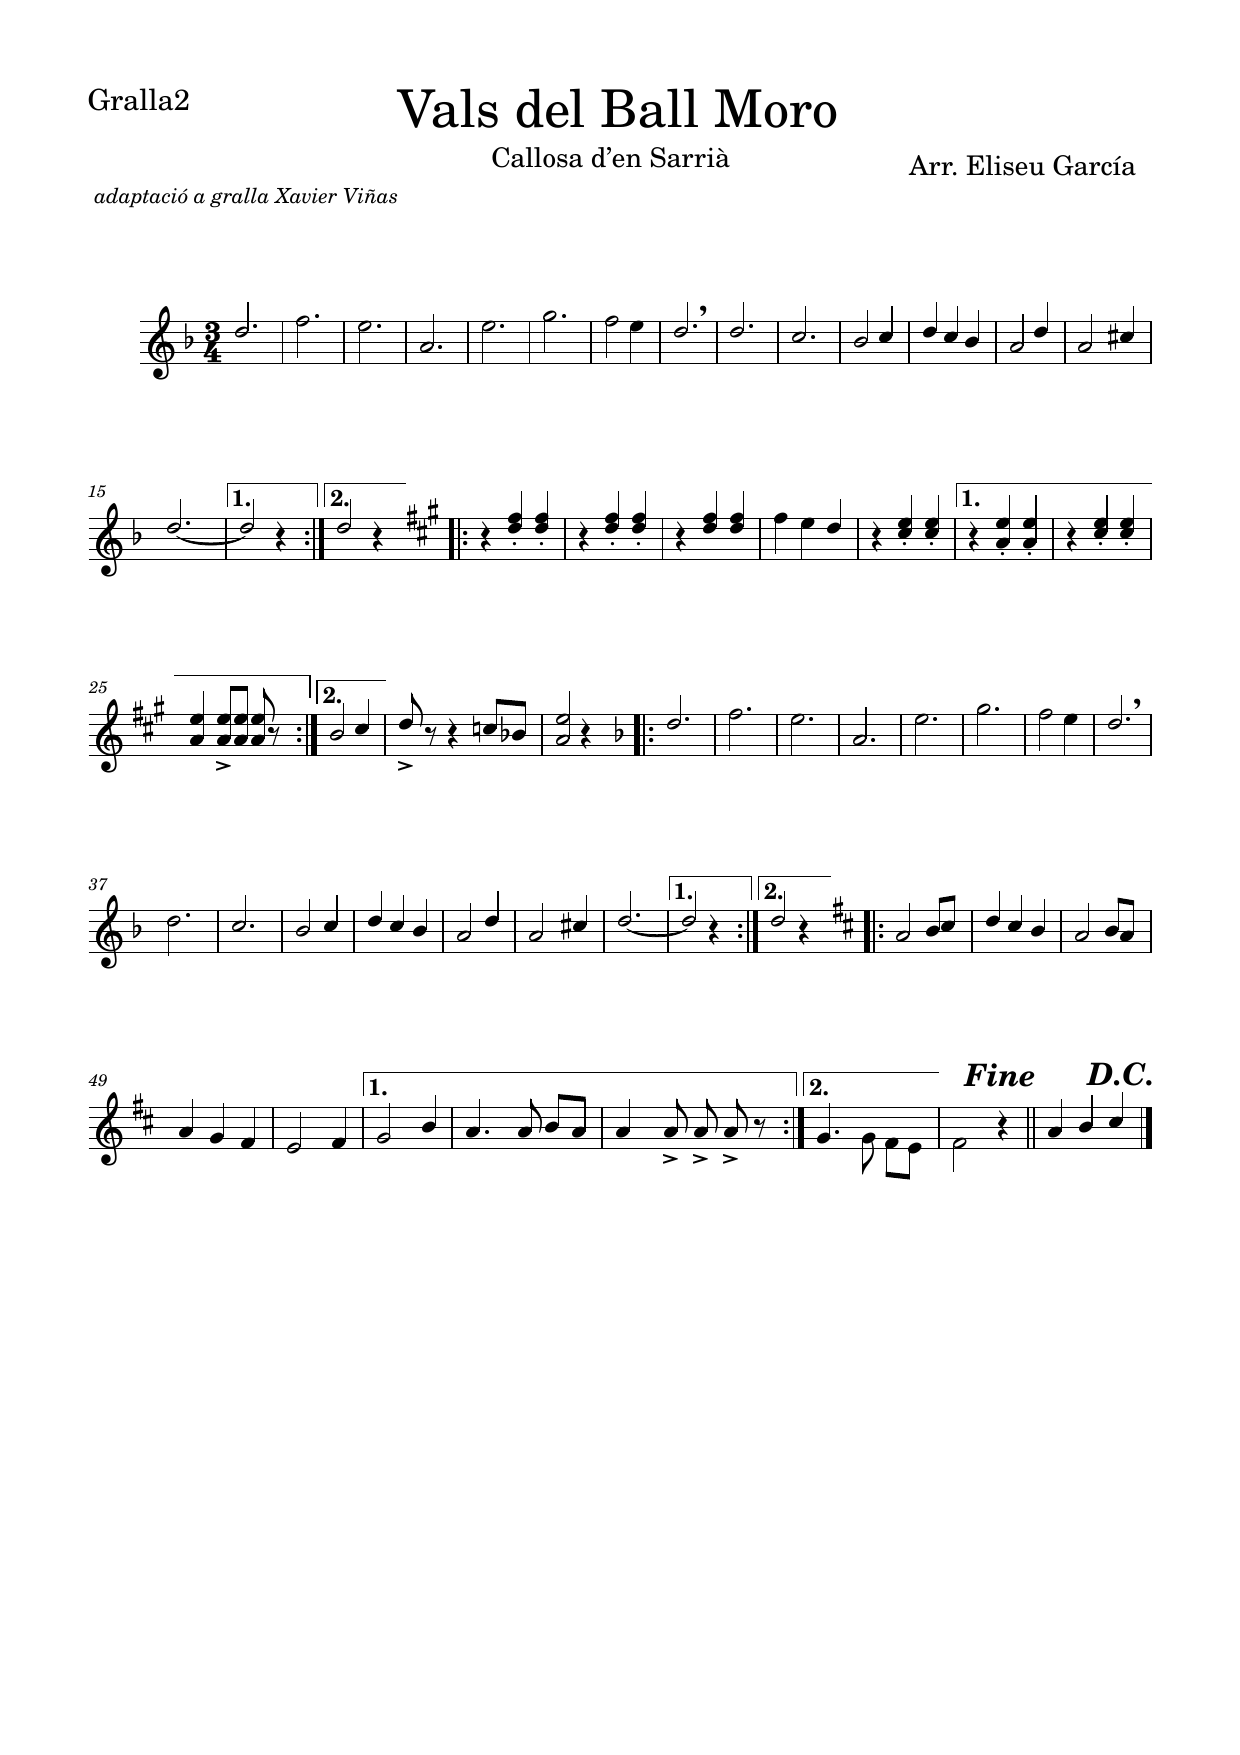 Gralla2
Vals del Ball Moro
Callosa d’en Sarrià
Arr. Eliseu García
adaptació a gralla Xavier Viñas
3
4
15
1.
2.
1.
25
2.
37
1.
2.
49
1.
2.
Fine
D.C.